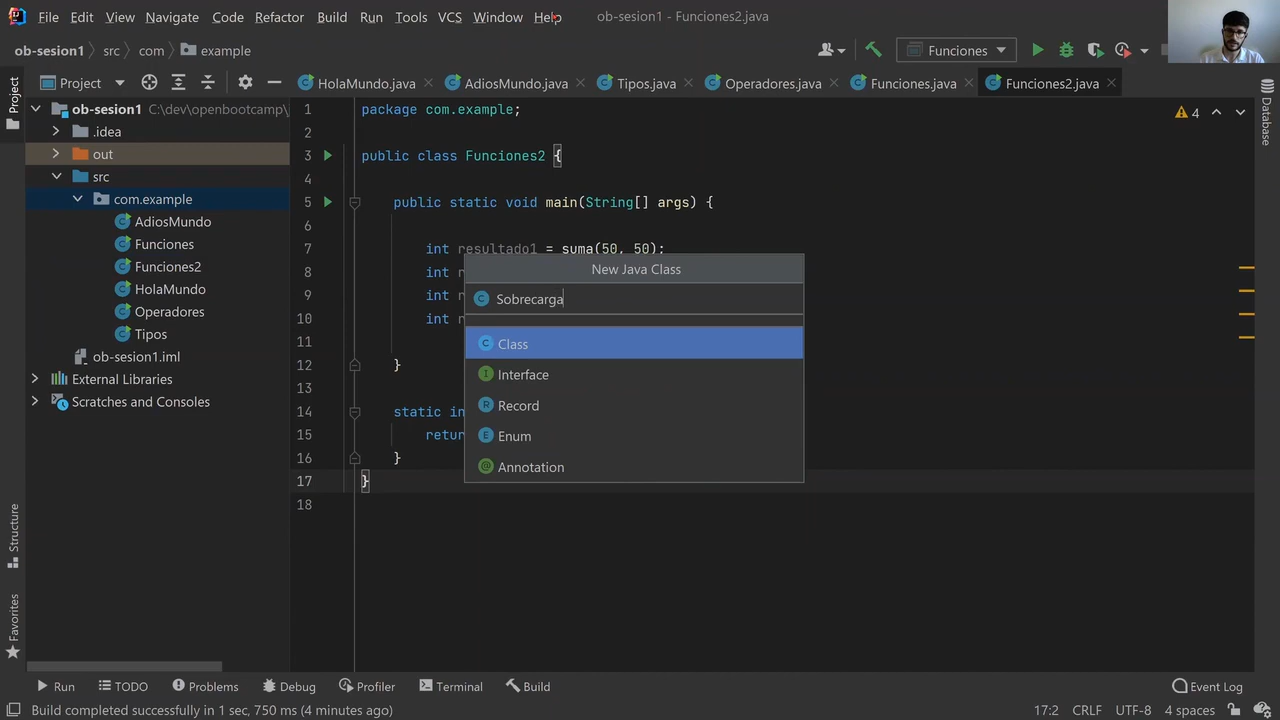 File Edit View Navigate Code Refactor Build Run Tools VCS Window Help ob-sesion1 - Funciones2.java
ob-sesion1 src com example Funciones
Project HolaMundo.java AdiosMundo.java Tipos.java Operadores.java Funciones.java Funciones2.java
Project
Structure
Favorites
Database
ob-sesion1 C:\dev\openbootcamp\
.idea
out
src
com.example
AdiosMundo
Funciones
Funciones2
HolaMundo
Operadores
Tipos
ob-sesion1.iml
External Libraries
Scratches and Consoles
4
1 package com.example;
2
3 public class Funciones2 {
4
5 public static void main(String[] args) {
6
7 int resultado1 = suma(50, 50);
8 int r
9 int r
10 int r
11
12 }
13
14 static in
15 retur
16 }
17 }
18
New Java Class
Sobrecarga
Class
Interface
Record
Enum
Annotation
Run TODO Problems Debug Profiler Terminal Build Event Log
Build completed successfully in 1 sec, 750 ms (4 minutes ago) 17:2 CRLF UTF-8 4 spaces